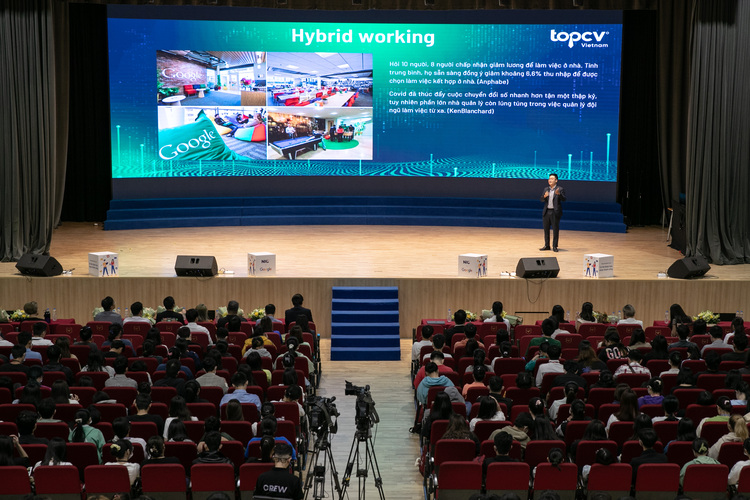 Hybrid working
topcv
Vietnam
Hỏi 10 người, 8 người chấp nhận giảm lương để làm việc ở nhà. Tính
trung bình, họ sẵn sàng đồng ý giảm khoảng 6,6% thu nhập để được
chọn làm việc kết hợp ở nhà. (Anphabe)
Covid đã thúc đẩy cuộc chuyển đổi số nhanh hơn tận một thập kỷ,
tuy nhiên phần lớn nhà quản lý còn lúng túng trong việc quản lý đội
ngũ làm việc từ xe. (KenBlanchard)
Google
Google
CREW